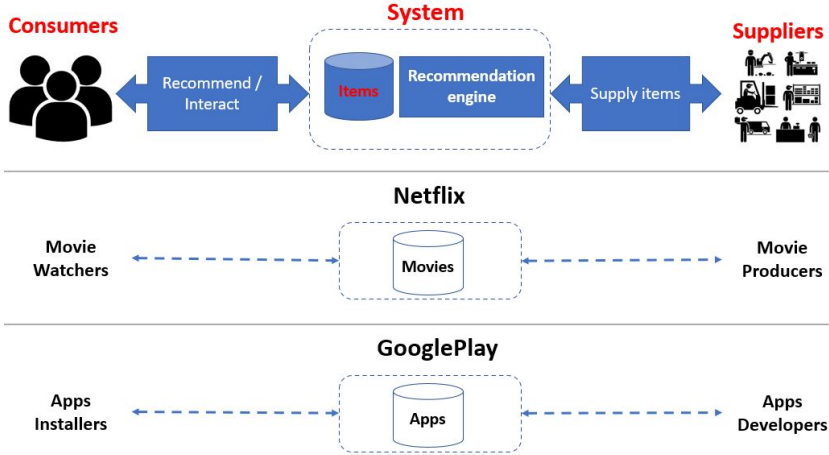 System
Consumers
Suppliers
Recommend /
Interact
Items
Recommendation
engine
Supply items
Netflix
Movie
Watchers
Movies
Movie
Producers
GooglePlay
Apps
Installers
Apps
Apps
Developers